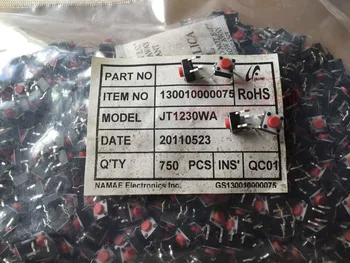 SILICA
PART NO
ITEM NO 130010000075 RoHS
MODEL JT1230WA
DATE 20110523
Q'TY 750 PCS INS' QC01
NAMAE Electronics Inc. GS130010000075